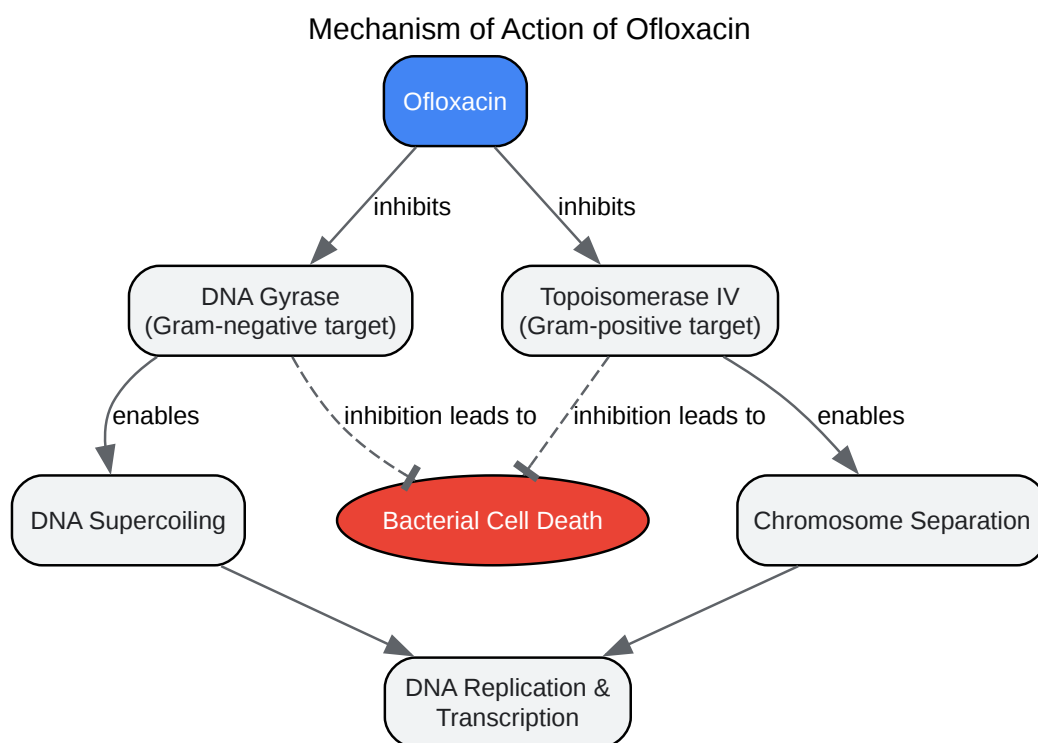 Mechanism of Action of Ofloxacin
Ofloxacin
inhibits
inhibits
DNA Gyrase
(Gram-negative target)
Topoisomerase IV
(Gram-positive target)
enables
inhibition leads to
inhibition leads to
enables
DNA Supercoiling
Bacterial Cell Death
Chromosome Separation
DNA Replication &
Transcription